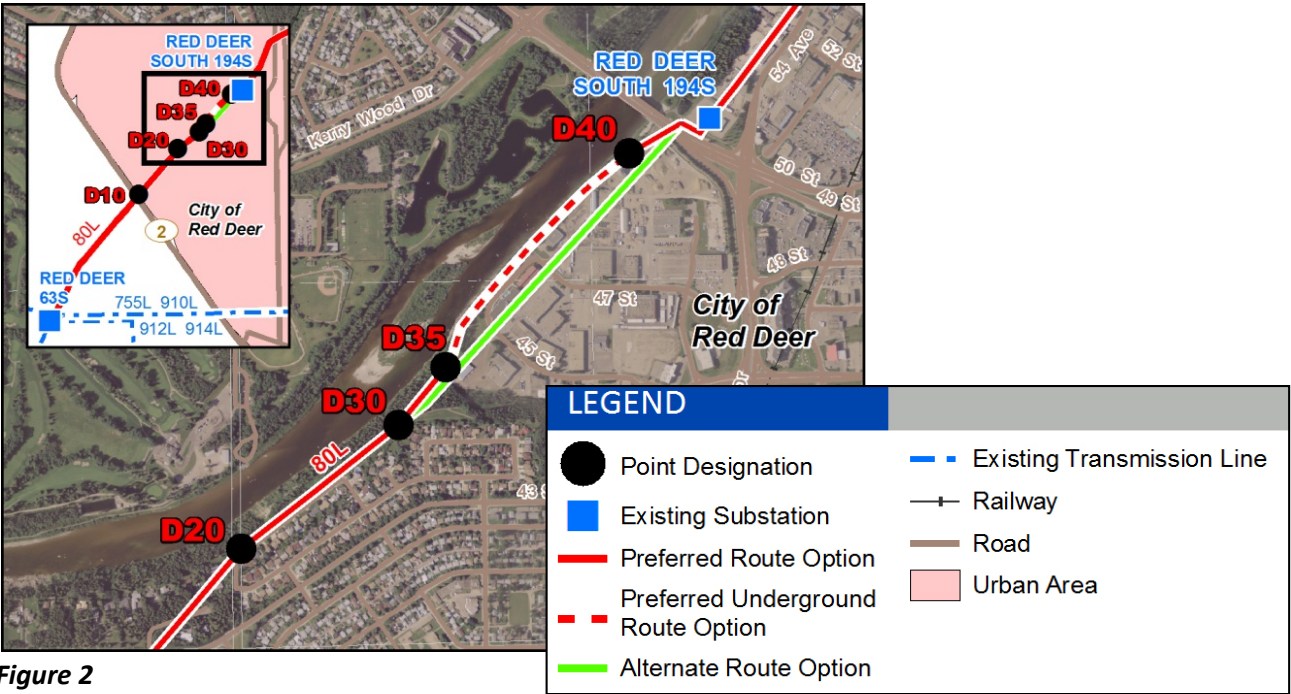 RED DEER
SOUTH 194S
D40
D35
D20
D30
D10
80L
City of
Red Deer
2
RED DEER
63S
755L 910L
912L 914L
Kerry Wood Dr
RED DEER
SOUTH 194S
54 Ave
52 St
D40
50 St
49 St
48 St
47 St
City of
Red Deer
45 St
D35
D30
80L
43 S
D20
LEGEND
Point Designation
Existing Substation
Preferred Route Option
Preferred Underground
Route Option
Alternate Route Option
Existing Transmission Line
Railway
Road
Urban Area
Figure 2